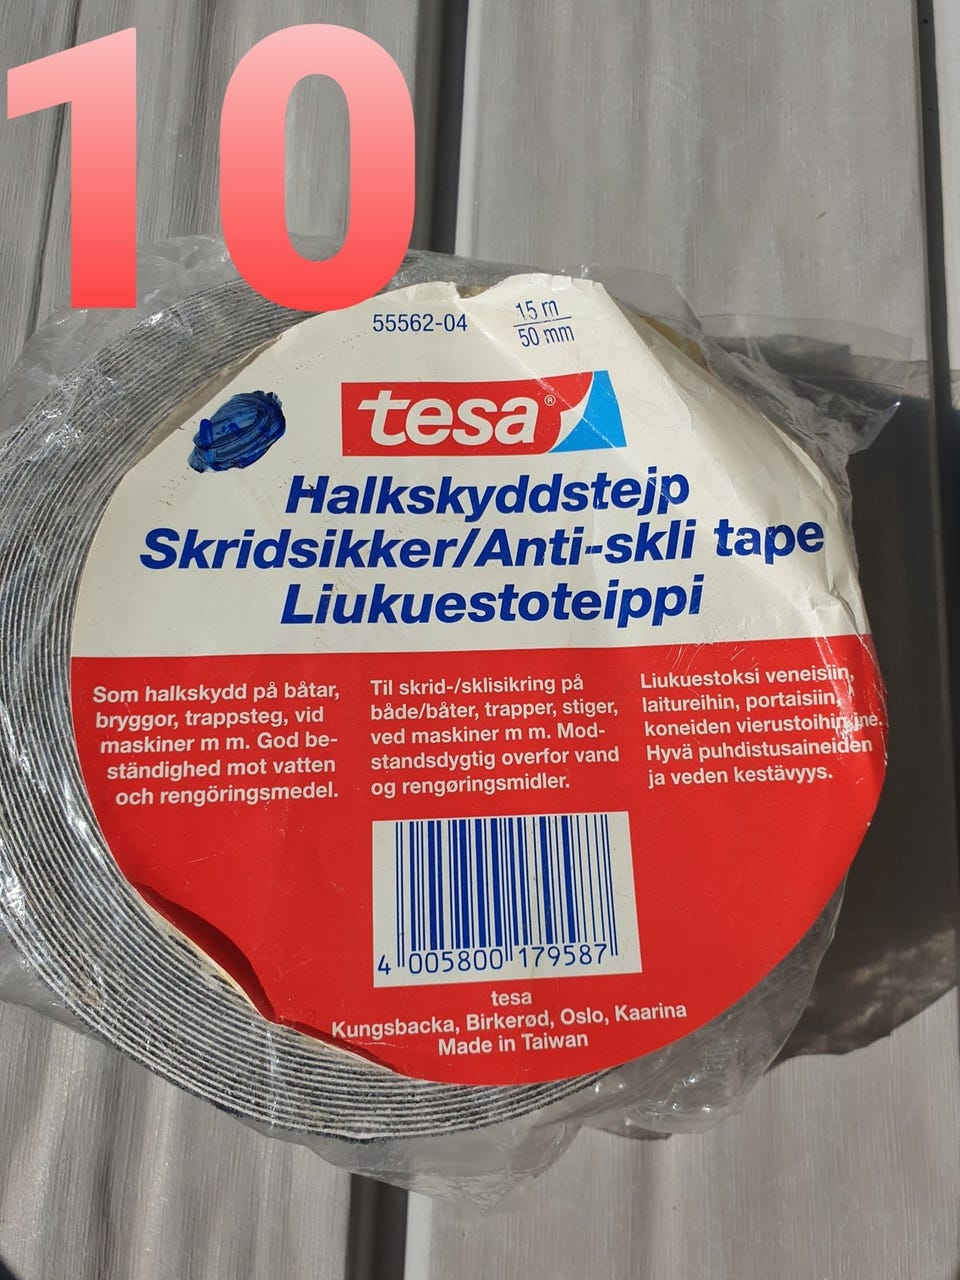 10
55562-04
15 m
50 mm
tesa®
Halkskyddstejp
Skridsikker/Anti-skli tape
Liukuestoteippi
Som halkskydd på båtar,
bryggor, trappsteg, vid
maskiner m m. God be-
ständighed mot vatten
och rengöringsmedel.
Til skrid-/sklisikring på
både/båter, trapper, stiger,
ved maskiner m m. Mod-
standsdygtig overfor vand
og rengøringsmidler.
Liukuestoksi veneisiin,
laitureihin, portaisiin,
koneiden vierustoihin jne.
Hyvä puhdistusaineiden
ja veden kestävyys.
4 005800 179587
tesa
Kungsbacka, Birkerød, Oslo, Kaarina
Made in Taiwan